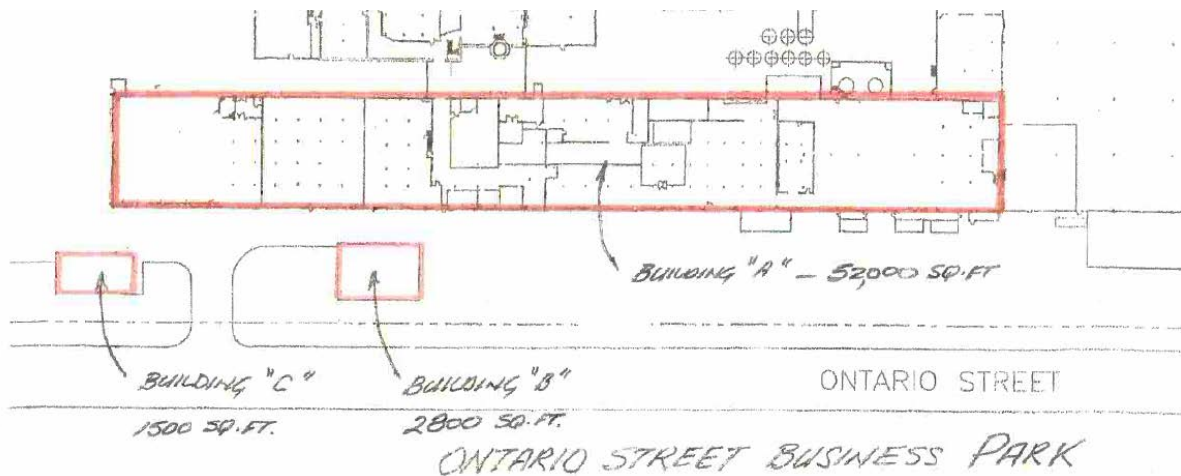 BUILDING "A" – 52,000 SQ.FT
BUILDING "C"
1500 SQ.FT.
BUILDING "B"
2800 SQ.FT.
ONTARIO STREET
ONTARIO STREET BUSINESS PARK